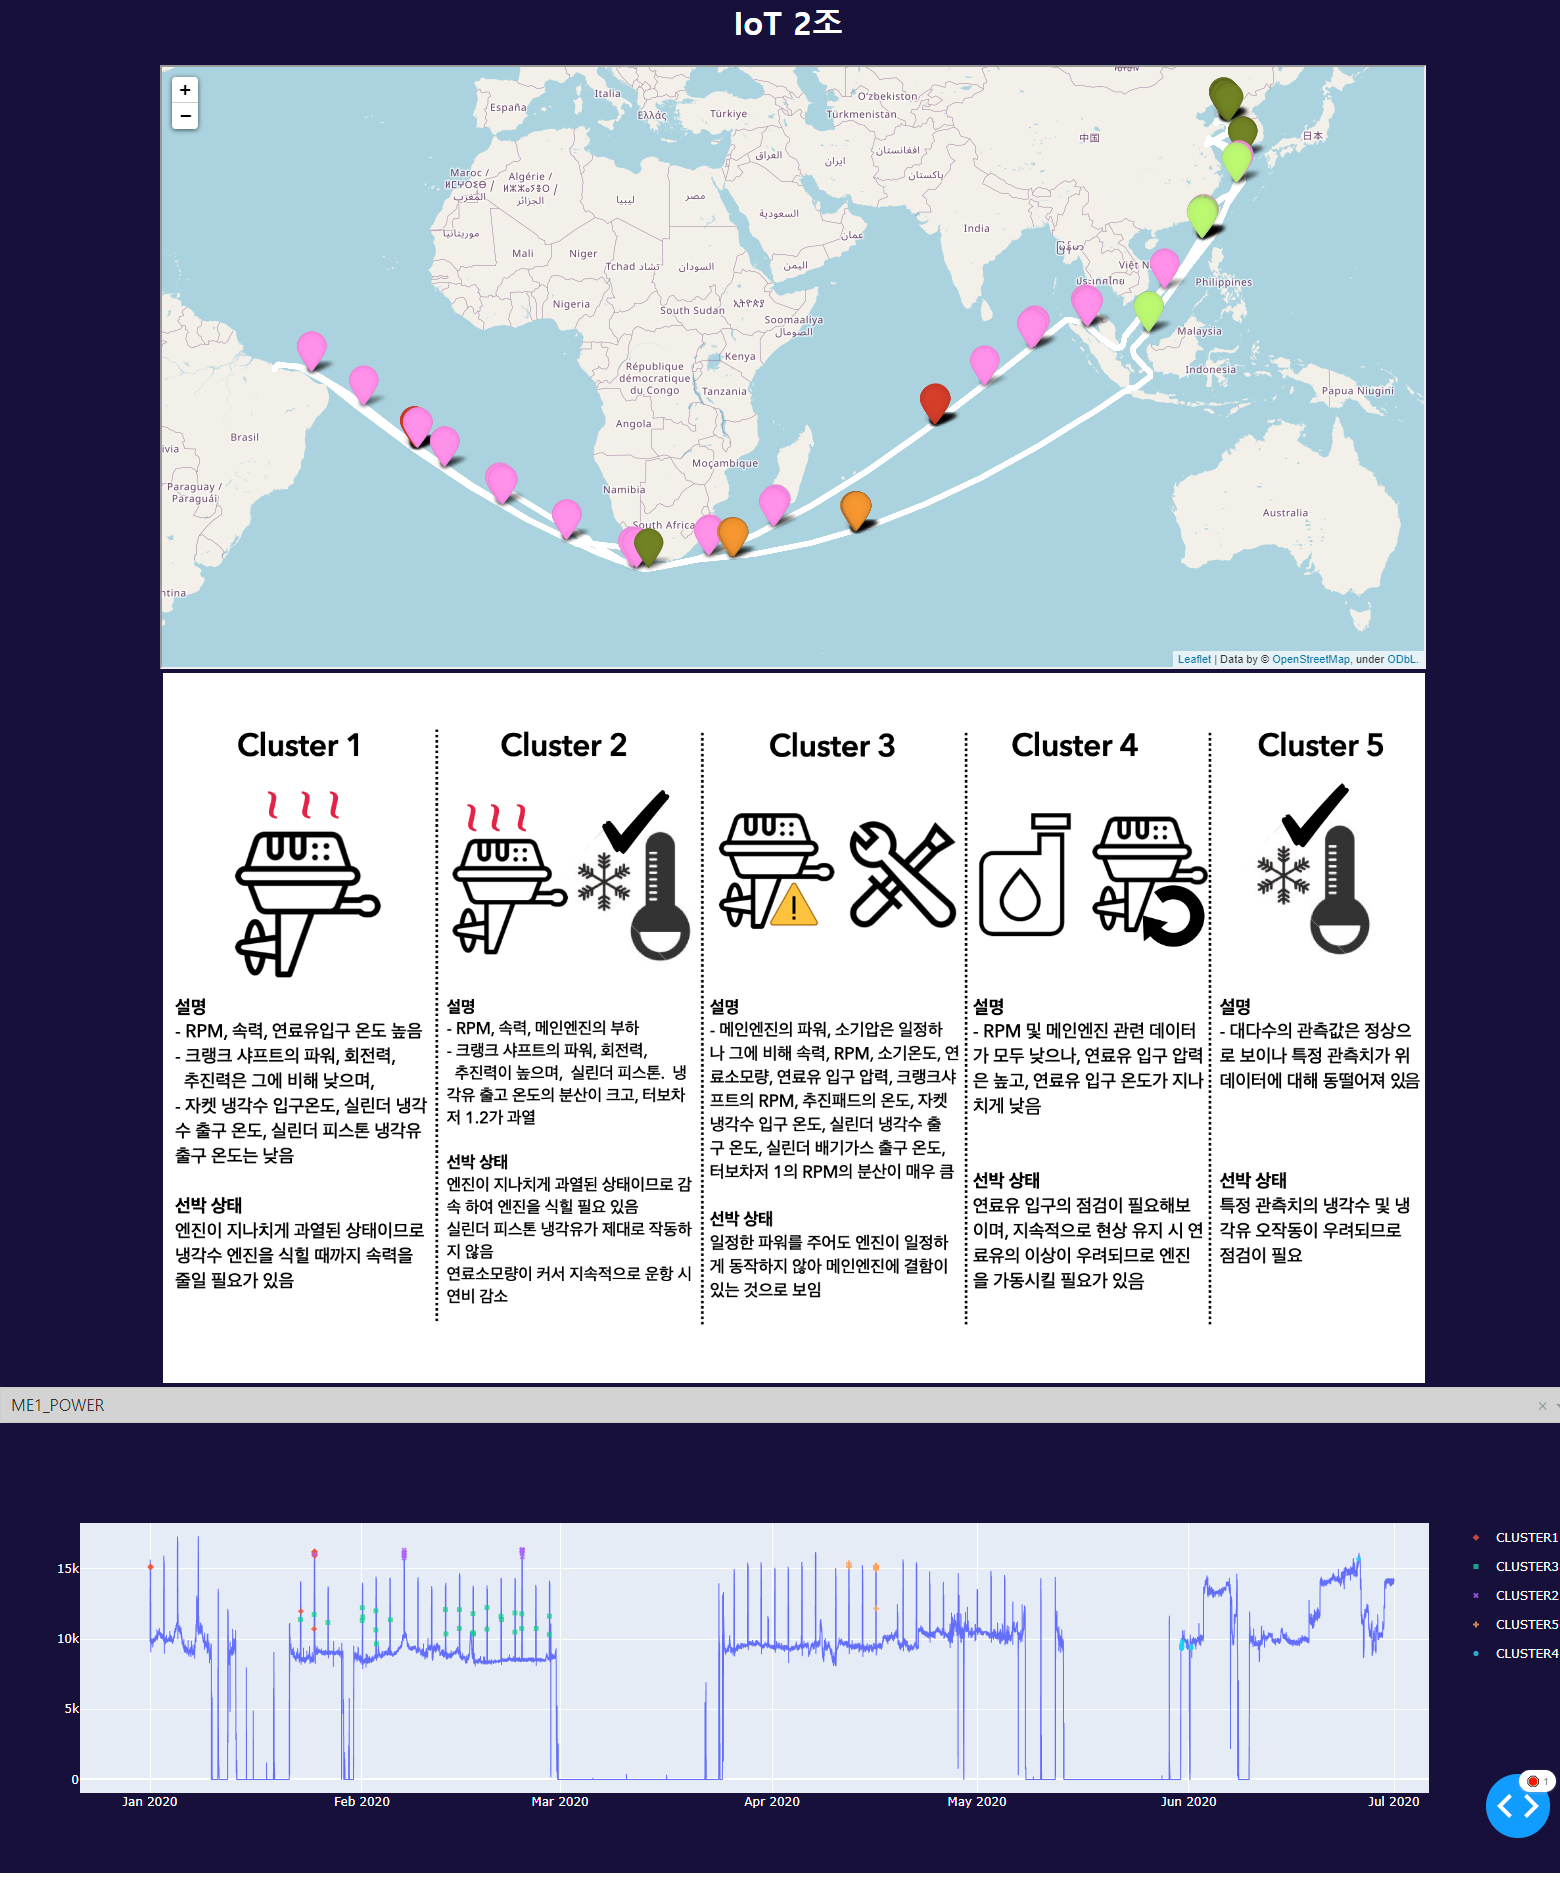 IoT 2조
+
−
Italia
España
Ελλάς
Türkiye
O'zbekiston
Türkmenistan
中国
日本
العراق
ایران
افغانستان
پاکستان
Maroc /
ⵍⵎⵖⵔⵉⴱ /
المغرب
Algérie /
ⵍⵣⵣⴰⵢⴻⵔ /
الجزائر
ليبيا
مصر
السعودية
عمان
India
موريتانيا
Mali
Niger
Tchad تشاد
السودان
اليمن
ประเทศไทย
Việt N
Philippines
Nigeria
South Sudan
ኢትዮጵያ
Soomaaliya
الصومال
Malaysia
Kenya
République
démocratique
du Congo
Tanzania
Indonesia
Papua Niugini
Angola
Brasil
ivia
Moçambique
Paraguay /
Paraguái
Namibia
South Africa
Australia
ntina
Leaflet | Data by © OpenStreetMap, under ODbL.
Cluster 1
Cluster 2
Cluster 3
Cluster 4
Cluster 5
설명
- RPM, 속력, 연료유입구 온도 높음
- 크랭크 샤프트의 파워, 회전력,
추진력은 그에 비해 낮으며,
- 자켓 냉각수 입구온도, 실린더 냉각
수 출구 온도, 실린더 피스톤 냉각유
출구 온도는 낮음
선박 상태
엔진이 지나치게 과열된 상태이므로
냉각수 엔진을 식힐 때까지 속력을
줄일 필요가 있음
설명
- RPM, 속력, 메인엔진의 부하
- 크랭크 샤프트의 파워, 회전력,
추진력이 높으며, 실린더 피스톤. 냉
각유 출고 온도의 분산이 크고, 터보차
저 1.2가 과열
선박 상태
엔진이 지나치게 과열된 상태이므로 감
속 하여 엔진을 식힐 필요 있음
실린더 피스톤 냉각유가 제대로 작동하
지 않음
연료소모량이 커서 지속적으로 운항 시
연비 감소
설명
- 메인엔진의 파워, 소기압은 일정하
나 그에 비해 속력, RPM, 소기온도, 연
료소모량, 연료유 입구 압력, 크랭크샤
프트의 RPM, 추진패드의 온도, 자켓
냉각수 입구 온도, 실린더 냉각수 출
구 온도, 실린더 배기가스 출구 온도,
터보차저 1의 RPM의 분산이 매우 큼
선박 상태
일정한 파워를 주어도 엔진이 일정하
게 동작하지 않아 메인엔진에 결함이
있는 것으로 보임
설명
- RPM 및 메인엔진 관련 데이터
가 모두 낮으나, 연료유 입구 압력
은 높고, 연료유 입구 온도가 지나
치게 낮음
선박 상태
연료유 입구의 점검이 필요해보
이며, 지속적으로 현상 유지 시 연
료유의 이상이 우려되므로 엔진
을 가동시킬 필요가 있음
설명
- 대다수의 관측값은 정상으
로 보이나 특정 관측치가 위
데이터에 대해 동떨어져 있음
선박 상태
특정 관측치의 냉각수 및 냉
각유 오작동이 우려되므로
점검이 필요
ME1_POWER
×
15k
10k
5k
0
Jan 2020
Feb 2020
Mar 2020
Apr 2020
May 2020
Jun 2020
Jul 2020
CLUSTER1
CLUSTER3
CLUSTER2
CLUSTER5
CLUSTER4
1